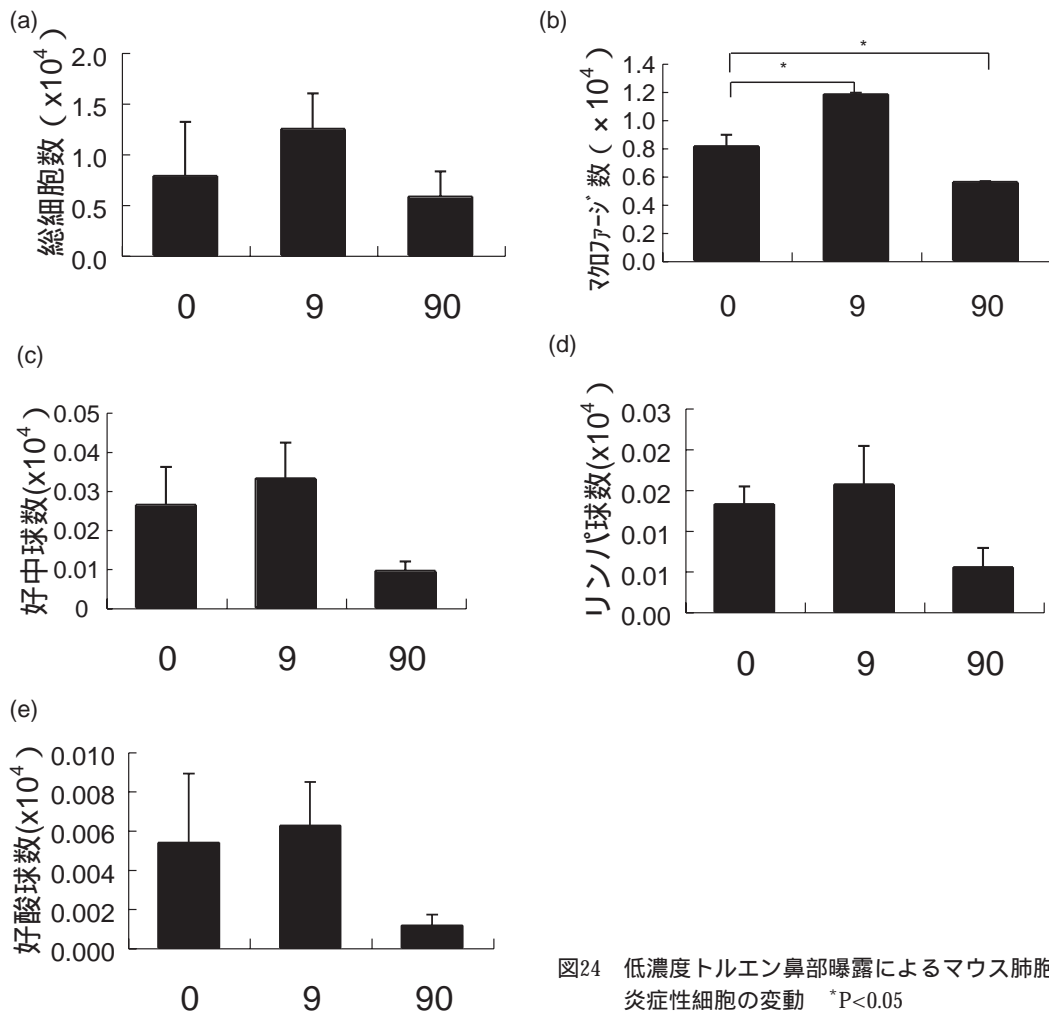 (a)
総細胞数 ( x10⁴)
2.0
1.5
1.0
0.5
0.0
0 9 90
(b)
マクロファージ数 ( × 10⁴)
1.4
1.2
1.0
0.8
0.6
0.4
0.2
0.0
*
*
0 9 90
(c)
好中球数(x10⁴)
0.05
0.04
0.03
0.02
0.01
0
0 9 90
(d)
リンパ球数(x10⁴)
0.03
0.02
0.02
0.01
0.01
0.00
0 9 90
(e)
好酸球数(x10⁴)
0.010
0.008
0.006
0.004
0.002
0.000
0 9 90
図24 低濃度トルエン鼻部曝露によるマウス肺胞
炎症性細胞の変動 *P<0.05